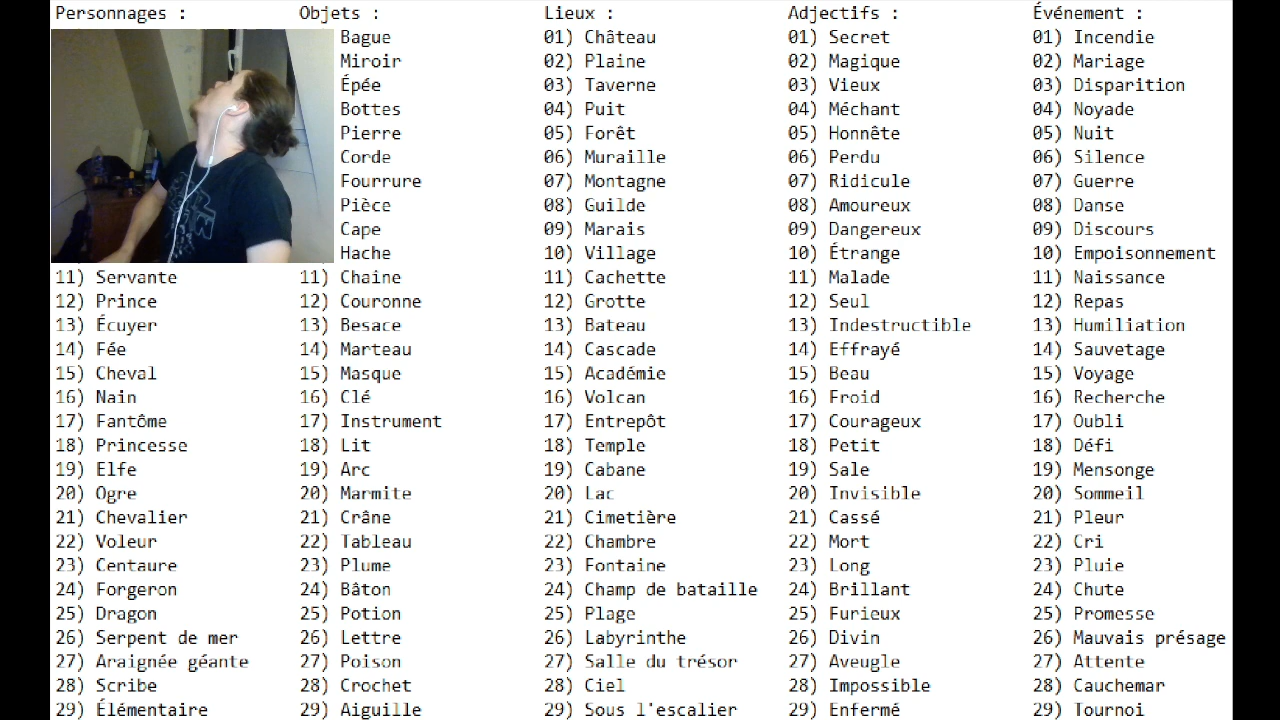 Personnages : Objets : Lieux : Adjectifs : Événement :
Bague 01) Château 01) Secret 01) Incendie
Miroir 02) Plaine 02) Magique 02) Mariage
Épée 03) Taverne 03) Vieux 03) Disparition
Bottes 04) Puit 04) Méchant 04) Noyade
Pierre 05) Forêt 05) Honnête 05) Nuit
Corde 06) Muraille 06) Perdu 06) Silence
Fourrure 07) Montagne 07) Ridicule 07) Guerre
Pièce 08) Guilde 08) Amoureux 08) Danse
Cape 09) Marais 09) Dangereux 09) Discours
Hache 10) Village 10) Étrange 10) Empoisonnement
11) Servante 11) Chaine 11) Cachette 11) Malade 11) Naissance
12) Prince 12) Couronne 12) Grotte 12) Seul 12) Repas
13) Écuyer 13) Besace 13) Bateau 13) Indestructible 13) Humiliation
14) Fée 14) Marteau 14) Cascade 14) Effrayé 14) Sauvetage
15) Cheval 15) Masque 15) Académie 15) Beau 15) Voyage
16) Nain 16) Clé 16) Volcan 16) Froid 16) Recherche
17) Fantôme 17) Instrument 17) Entrepôt 17) Courageux 17) Oubli
18) Princesse 18) Lit 18) Temple 18) Petit 18) Défi
19) Elfe 19) Arc 19) Cabane 19) Sale 19) Mensonge
20) Ogre 20) Marmite 20) Lac 20) Invisible 20) Sommeil
21) Chevalier 21) Crâne 21) Cimetière 21) Cassé 21) Pleur
22) Voleur 22) Tableau 22) Chambre 22) Mort 22) Cri
23) Centaure 23) Plume 23) Fontaine 23) Long 23) Pluie
24) Forgeron 24) Bâton 24) Champ de bataille 24) Brillant 24) Chute
25) Dragon 25) Potion 25) Plage 25) Furieux 25) Promesse
26) Serpent de mer 26) Lettre 26) Labyrinthe 26) Divin 26) Mauvais présage
27) Araignée géante 27) Poison 27) Salle du trésor 27) Aveugle 27) Attente
28) Scribe 28) Crochet 28) Ciel 28) Impossible 28) Cauchemar
29) Élémentaire 29) Aiguille 29) Sous l'escalier 29) Enfermé 29) Tournoi